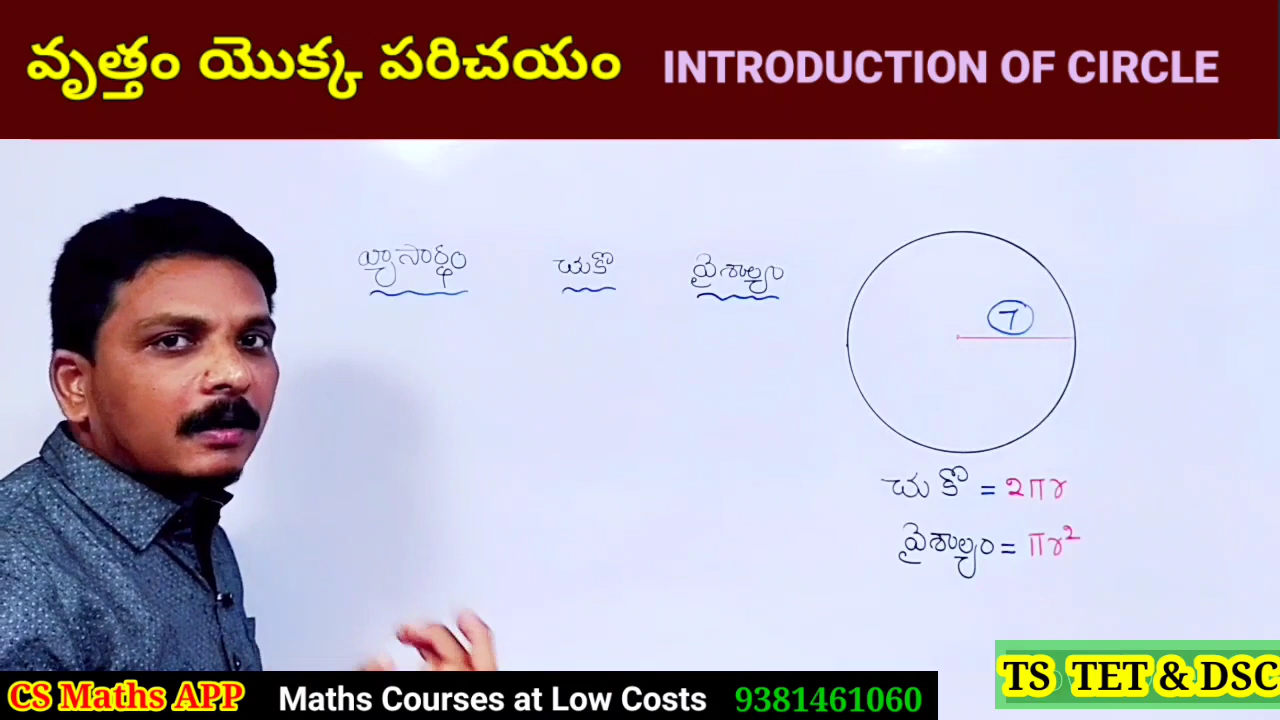 వృత్తం యొక్క పరిచయం INTRODUCTION OF CIRCLE
వ్యాసార్థం చుకొ వైశాల్యం
7
చుకొ = 2πr
వైశాల్యం = πr²
TS TET & DSC
CS Maths APP Maths Courses at Low Costs 9381461060